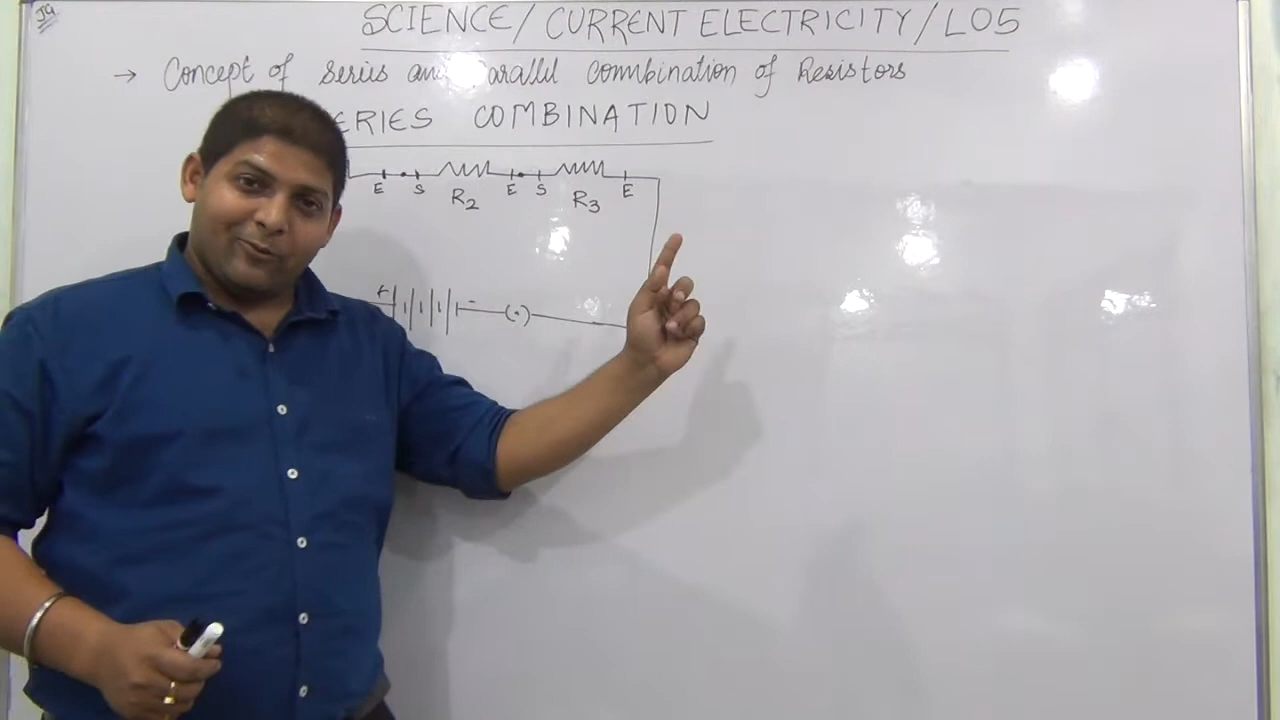 SCIENCE/CURRENT ELECTRICITY/L05
→ Concept of Series and Parallel Combination of Resistors
ERIES COMBINATION
E S E S E
R2 R3
+ -